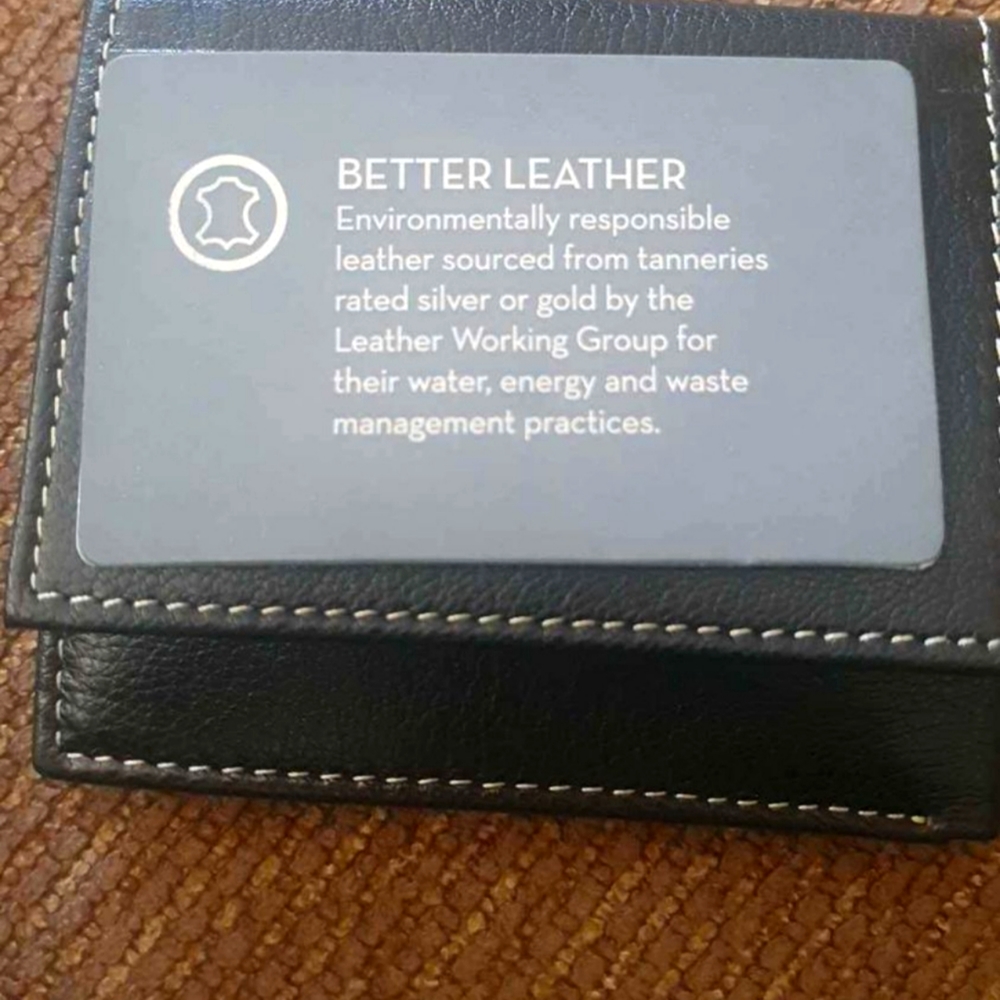 BETTER LEATHER
Environmentally responsible
leather sourced from tanneries
rated silver or gold by the
Leather Working Group for
their water, energy and waste
management practices.